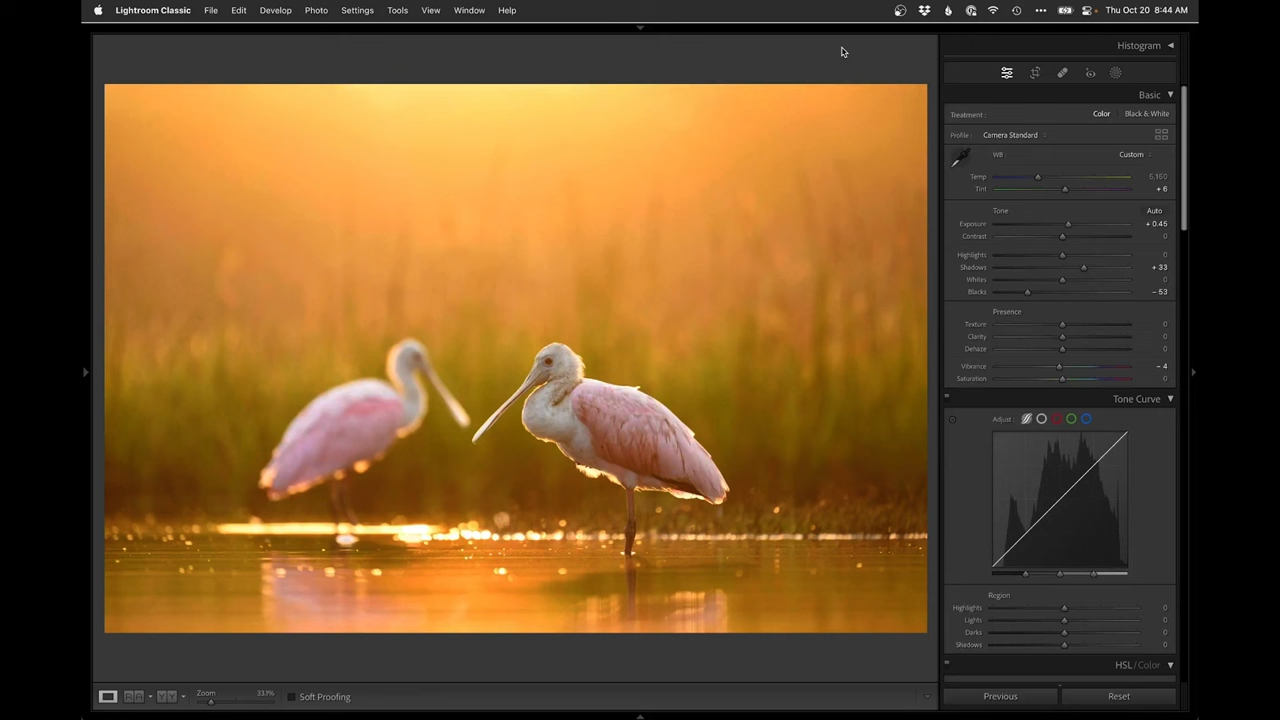 Lightroom Classic File Edit Develop Photo Settings Tools View Window Help Thu Oct 20 8:44 AM
Histogram
Basic
Treatment: Color Black & White
Profile: Camera Standard
WB: Custom
Temp 5,150
Tint + 6
Tone Auto
Exposure + 0.45
Contrast 0
Highlights 0
Shadows + 33
Whites 0
Blacks – 53
Presence
Texture 0
Clarity 0
Dehaze 0
Vibrance – 4
Saturation 0
Tone Curve
Adjust:
Region
Highlights 0
Lights 0
Darks 0
Shadows 0
HSL / Color
Zoom 33.1% Soft Proofing Previous Reset